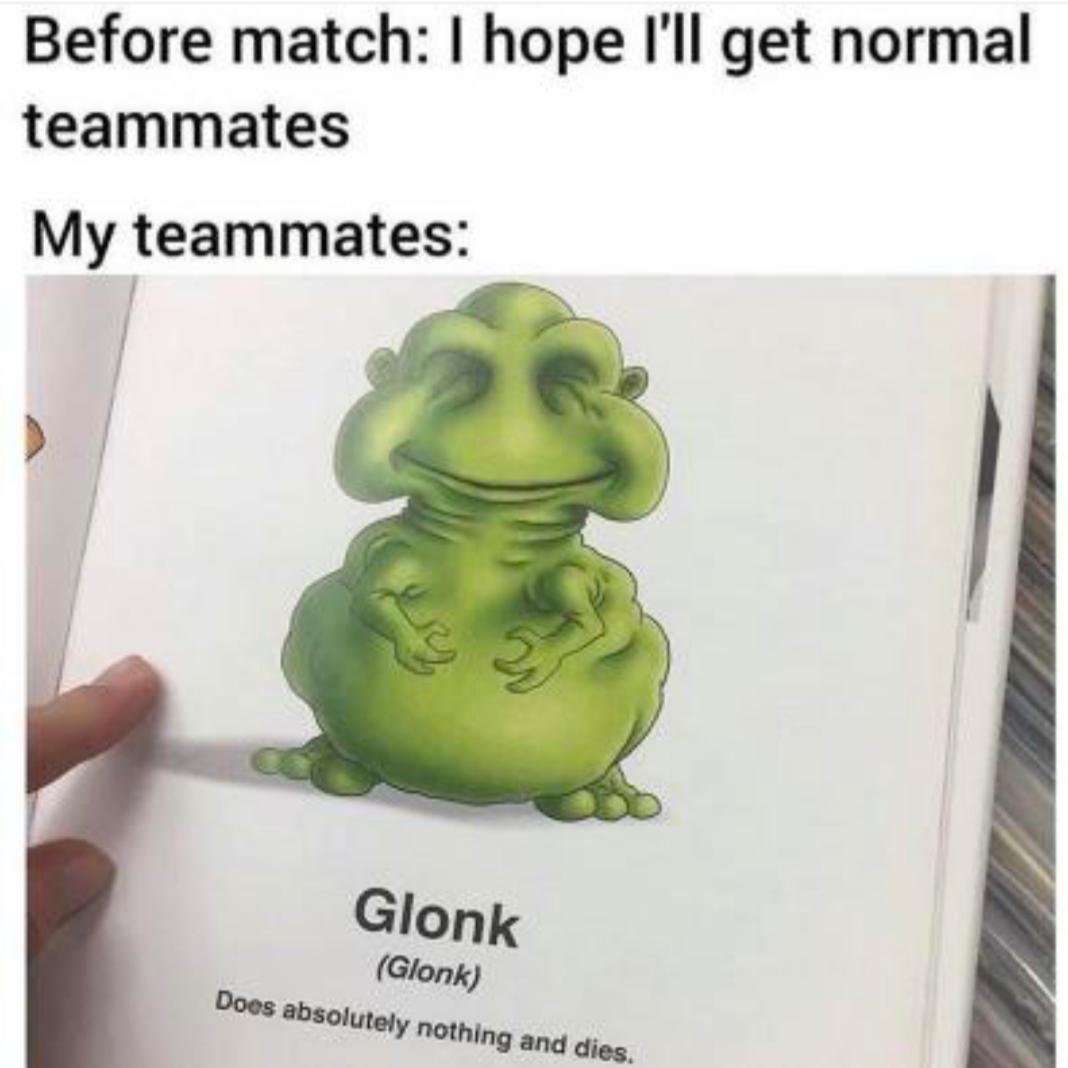 Before match: I hope I'll get normal
teammates
My teammates:
Glonk
(Glonk)
Does absolutely nothing and dies.